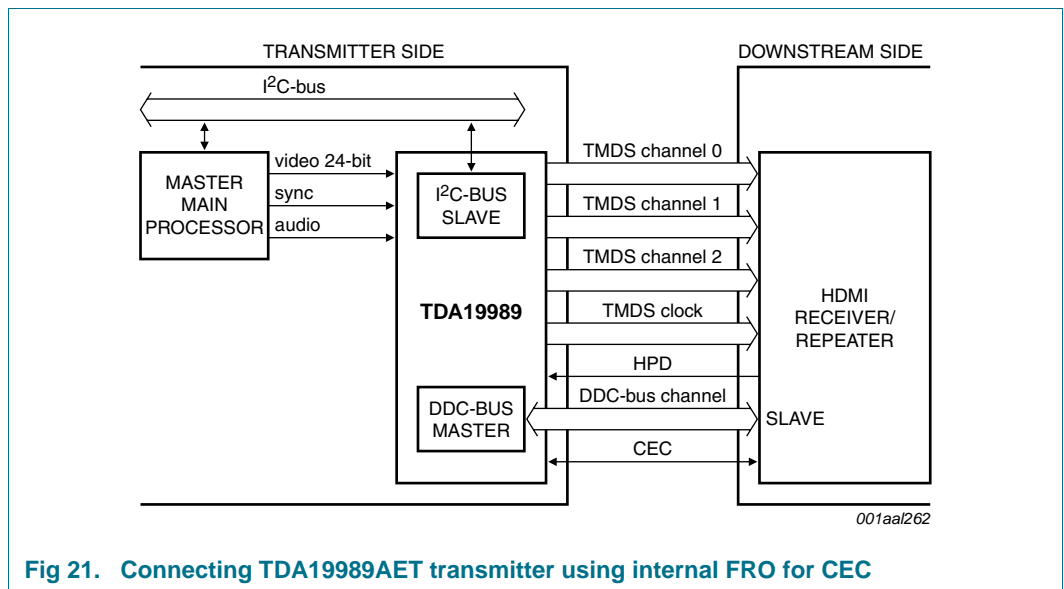 TRANSMITTER SIDE
DOWNSTREAM SIDE
I²C-bus
MASTER
MAIN
PROCESSOR
video 24-bit
sync
audio
I²C-BUS
SLAVE
TDA19989
DDC-BUS
MASTER
TMDS channel 0
TMDS channel 1
TMDS channel 2
TMDS clock
HPD
DDC-bus channel
CEC
SLAVE
HDMI
RECEIVER/
REPEATER
001aal262
Fig 21. Connecting TDA19989AET transmitter using internal FRO for CEC